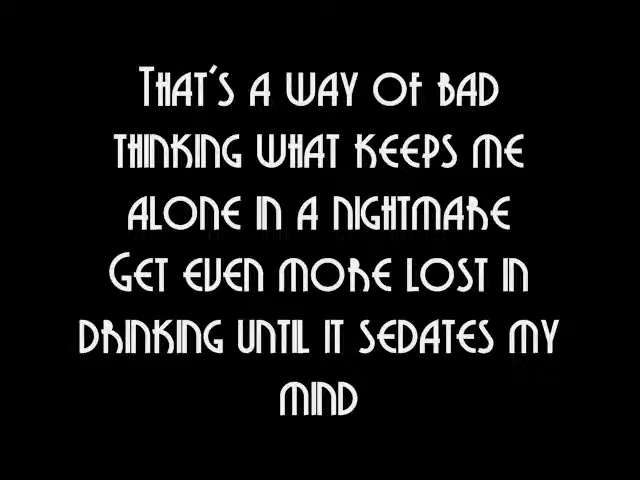 That's a way of bad
thinking what keeps me
alone in a nightmare
Get even more lost in
drinking until it sedates my
mind